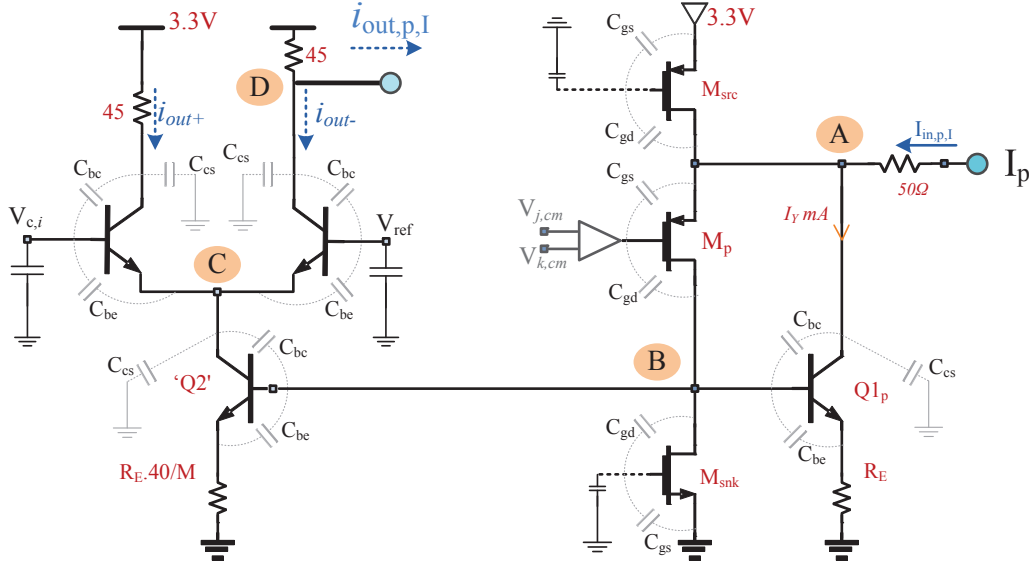 3.3V
i_out,p,I
3.3V
C_gs
45
D
M_src
45
i_out+
i_out-
C_gd
A
I_in,p,I
C_bc
C_cs
C_cs
C_bc
C_gs
I_p
50Ω
V_c,i
V_ref
V_j,cm
I_Y mA
V_k,cm
M_p
C
C_gd
C_be
C_be
C_bc
C_bc
B
C_cs
'Q2'
C_cs
Q1_p
C_gd
C_be
C_be
R_E.40/M
M_snk
R_E
C_gs